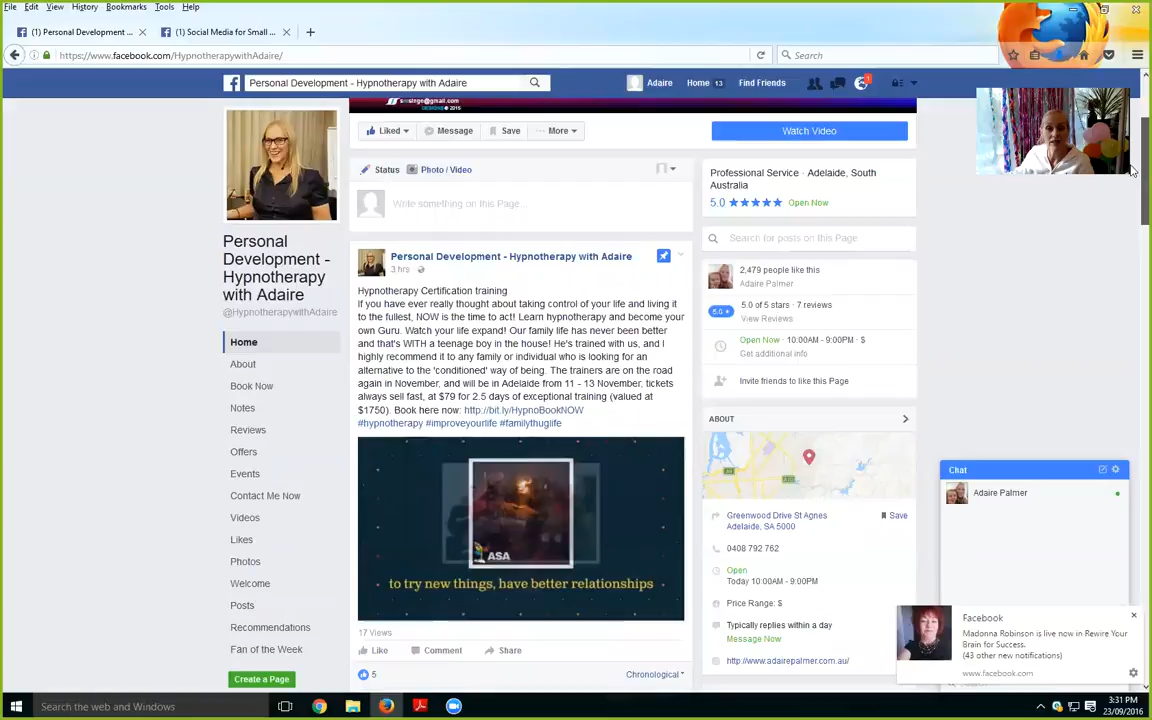 File Edit View History Bookmarks Tools Help
(1) Personal Development ...
(1) Social Media for Small ...
https://www.facebook.com/HypnotherapywithAdaire/
Search
Personal Development - Hypnotherapy with Adaire
Adaire
Home 13
Find Friends
1
DESIGNS © 2015
Liked
Message
Save
More
Watch Video
Status
Photo / Video
Write something on this Page...
Professional Service · Adelaide, South
Australia
5.0 ★★★★★ Open Now
Search for posts on this Page
Personal
Development -
Hypnotherapy
with Adaire
@HypnotherapywithAdaire
Home
About
Book Now
Notes
Reviews
Offers
Events
Contact Me Now
Videos
Likes
Photos
Welcome
Posts
Recommendations
Fan of the Week
Create a Page
Personal Development - Hypnotherapy with Adaire
3 hrs
Hypnotherapy Certification training
If you have ever really thought about taking control of your life and living it
to the fullest, NOW is the time to act! Learn hypnotherapy and become your
own Guru. Watch your life expand! Our family life has never been better
and that's WITH a teenage boy in the house! He's trained with us, and I
highly recommend it to any family or individual who is looking for an
alternative to the 'conditioned' way of being. The trainers are on the road
again in November, and will be in Adelaide from 11 - 13 November, tickets
always sell fast, at $79 for 2.5 days of exceptional training (valued at
$1750). Book here now: http://bit.ly/HypnoBookNOW
#hypnotherapy #improveyourlife #familythuglife
ASA
to try new things, have better relationships
17 Views
Like
Comment
Share
5
Chronological
2,479 people like this
Adaire Palmer
5.0
5.0 of 5 stars · 7 reviews
View Reviews
Open Now · 10:00AM - 9:00PM · $
Get additional info
Invite friends to like this Page
ABOUT
Greenwood Drive St Agnes
Adelaide, SA 5000
Save
0408 792 762
Open
Today 10:00AM - 9:00PM
Price Range: $
Typically replies within a day
Message Now
http://www.adairepalmer.com.au/
Chat
Adaire Palmer
Facebook
Madonna Robinson is live now in Rewire Your
Brain for Success.
(43 other new notifications)
www.facebook.com
Search the web and Windows
3:31 PM
23/09/2016